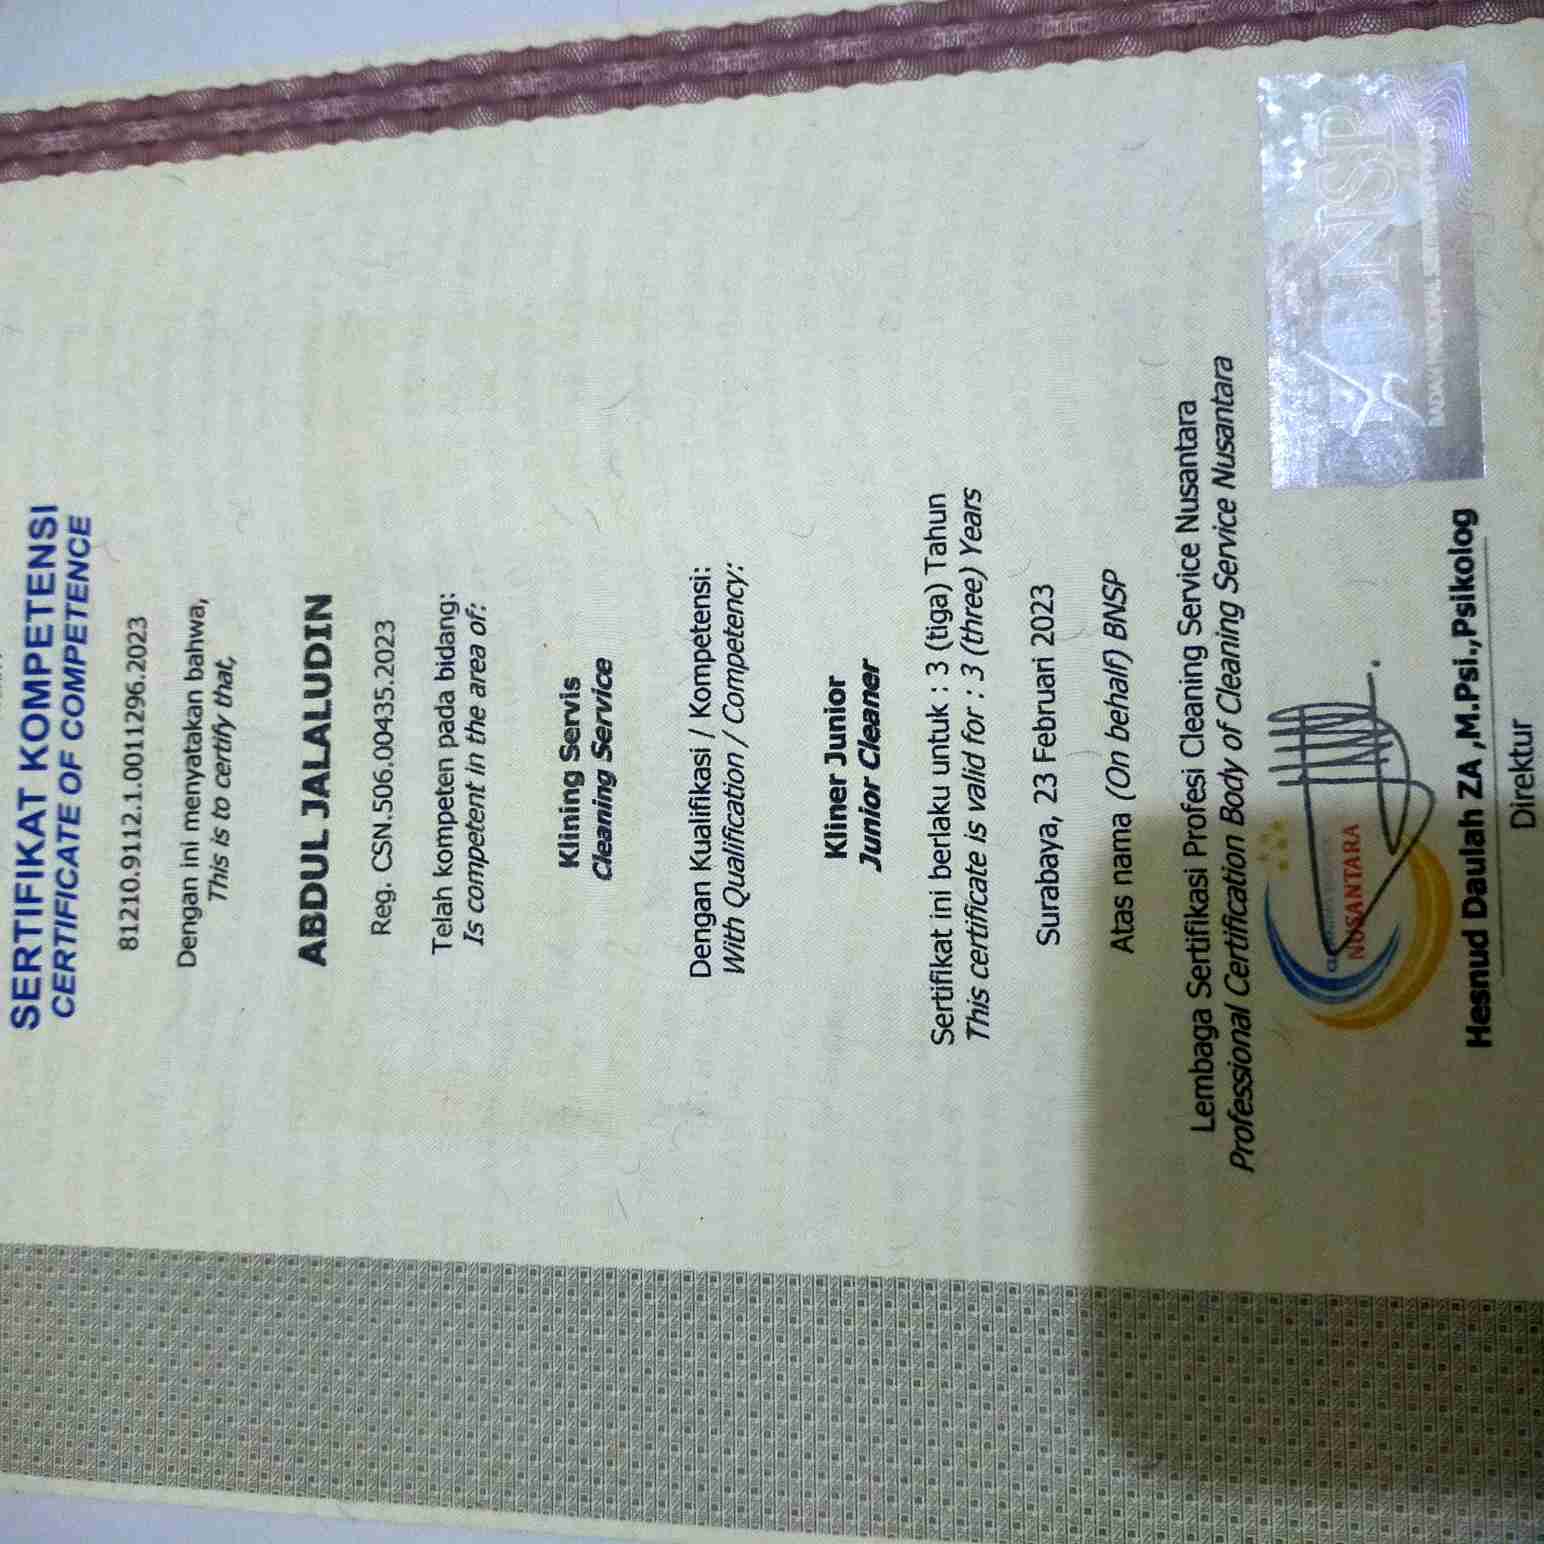 SERTIFIKAT KOMPETENSI
CERTIFICATE OF COMPETENCE
81210.9112.1.0011296.2023
Dengan ini menyatakan bahwa,
This is to certify that,
ABDUL JALALUDIN
Reg. CSN.506.00435.2023
Telah kompeten pada bidang:
Is competent in the area of:
Klining Servis
Cleaning Service
Dengan Kualifikasi / Kompetensi:
With Qualification / Competency:
Kliner Junior
Junior Cleaner
Sertifikat ini berlaku untuk : 3 (tiga) Tahun
This certificate is valid for : 3 (three) Years
Surabaya, 23 Februari 2023
Atas nama (On behalf) BNSP
Lembaga Sertifikasi Profesi Cleaning Service Nusantara
Professional Certification Body of Cleaning Service Nusantara
NUSANTARA
BNSP
BADAN NASIONAL
Hesnud Daulah ZA ,M.Psi.,Psikolog
Direktur